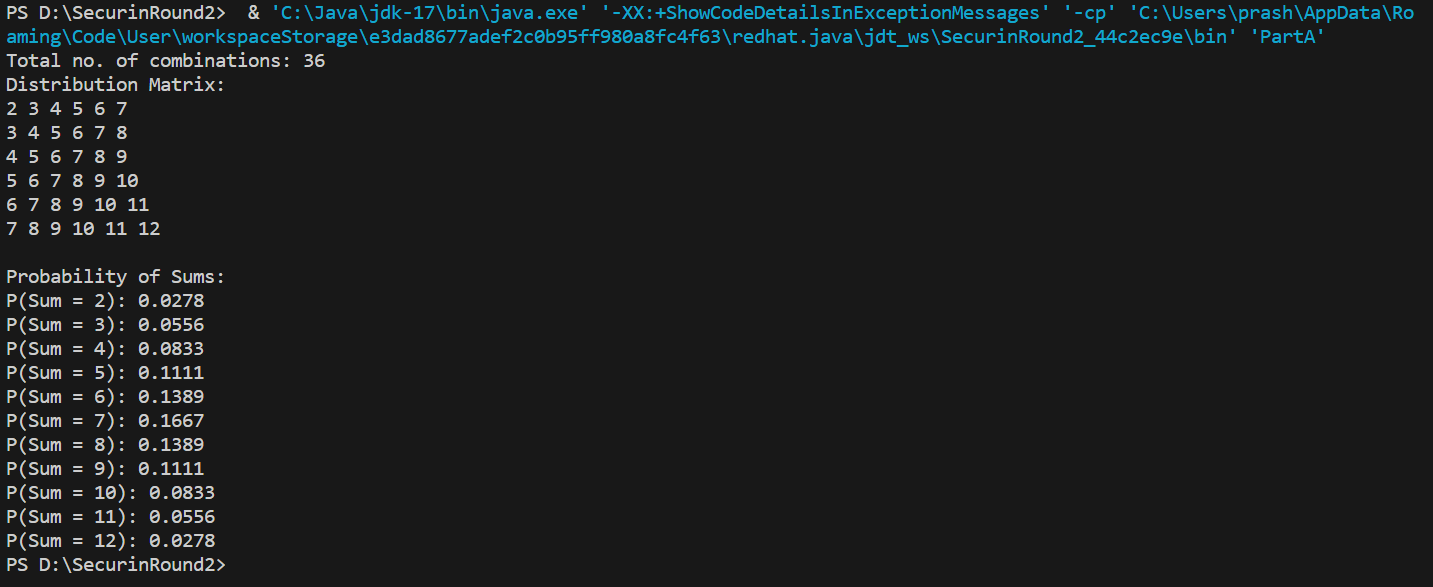 PS D:\SecurinRound2>  & 'C:\Java\jdk-17\bin\java.exe' '-XX:+ShowCodeDetailsInExceptionMessages' '-cp' 'C:\Users\prash\AppData\Ro
aming\Code\User\workspaceStorage\e3dad8677adef2c0b95ff980a8fc4f63\redhat.java\jdt_ws\SecurinRound2_44c2ec9e\bin' 'PartA'
Total no. of combinations: 36
Distribution Matrix:
2 3 4 5 6 7
3 4 5 6 7 8
4 5 6 7 8 9
5 6 7 8 9 10
6 7 8 9 10 11
7 8 9 10 11 12
Probability of Sums:
P(Sum = 2): 0.0278
P(Sum = 3): 0.0556
P(Sum = 4): 0.0833
P(Sum = 5): 0.1111
P(Sum = 6): 0.1389
P(Sum = 7): 0.1667
P(Sum = 8): 0.1389
P(Sum = 9): 0.1111
P(Sum = 10): 0.0833
P(Sum = 11): 0.0556
P(Sum = 12): 0.0278
PS D:\SecurinRound2>